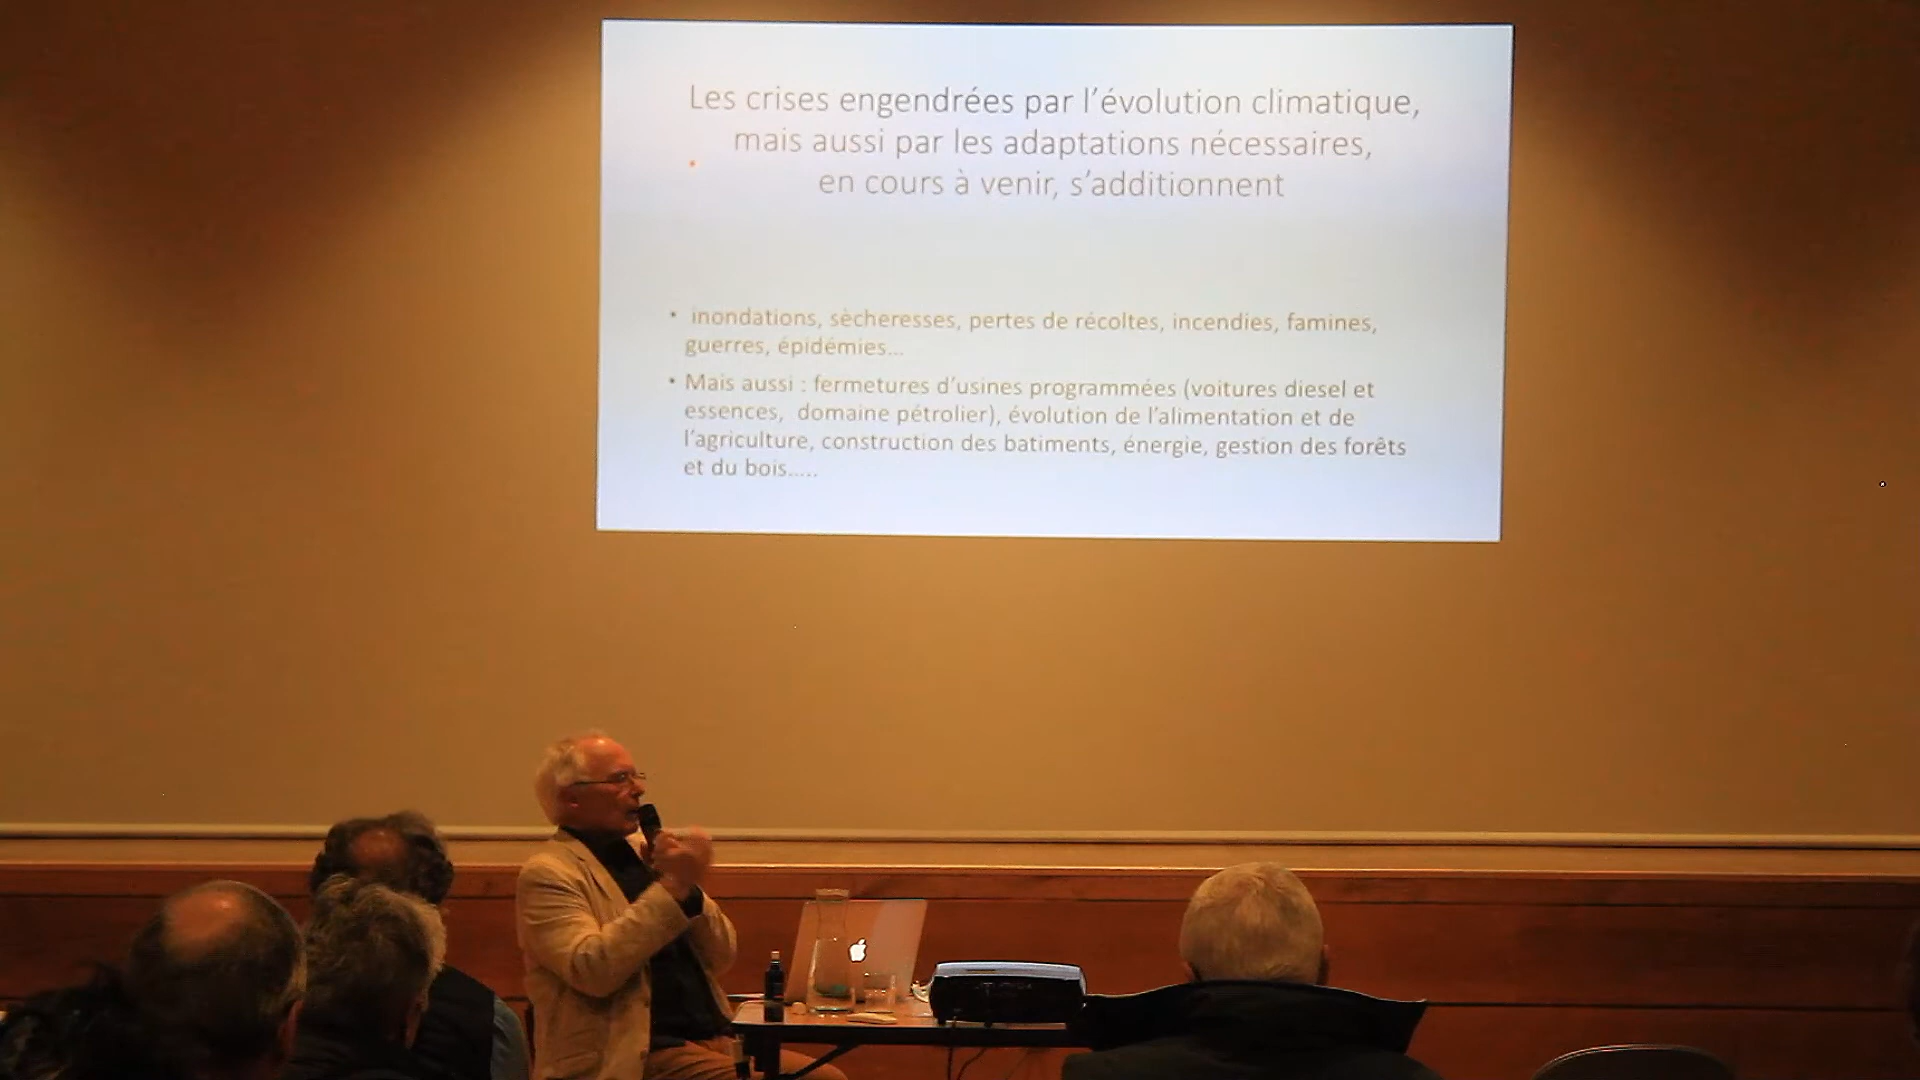 Les crises engendrées par l'évolution climatique,
mais aussi par les adaptations nécessaires,
en cours à venir, s'additionnent
• inondations, sècheresses, pertes de récoltes, incendies, famines,
guerres, épidémies...
• Mais aussi : fermetures d'usines programmées (voitures diesel et
essences, domaine pétrolier), évolution de l'alimentation et de
l'agriculture, construction des batiments, énergie, gestion des forêts
et du bois.....